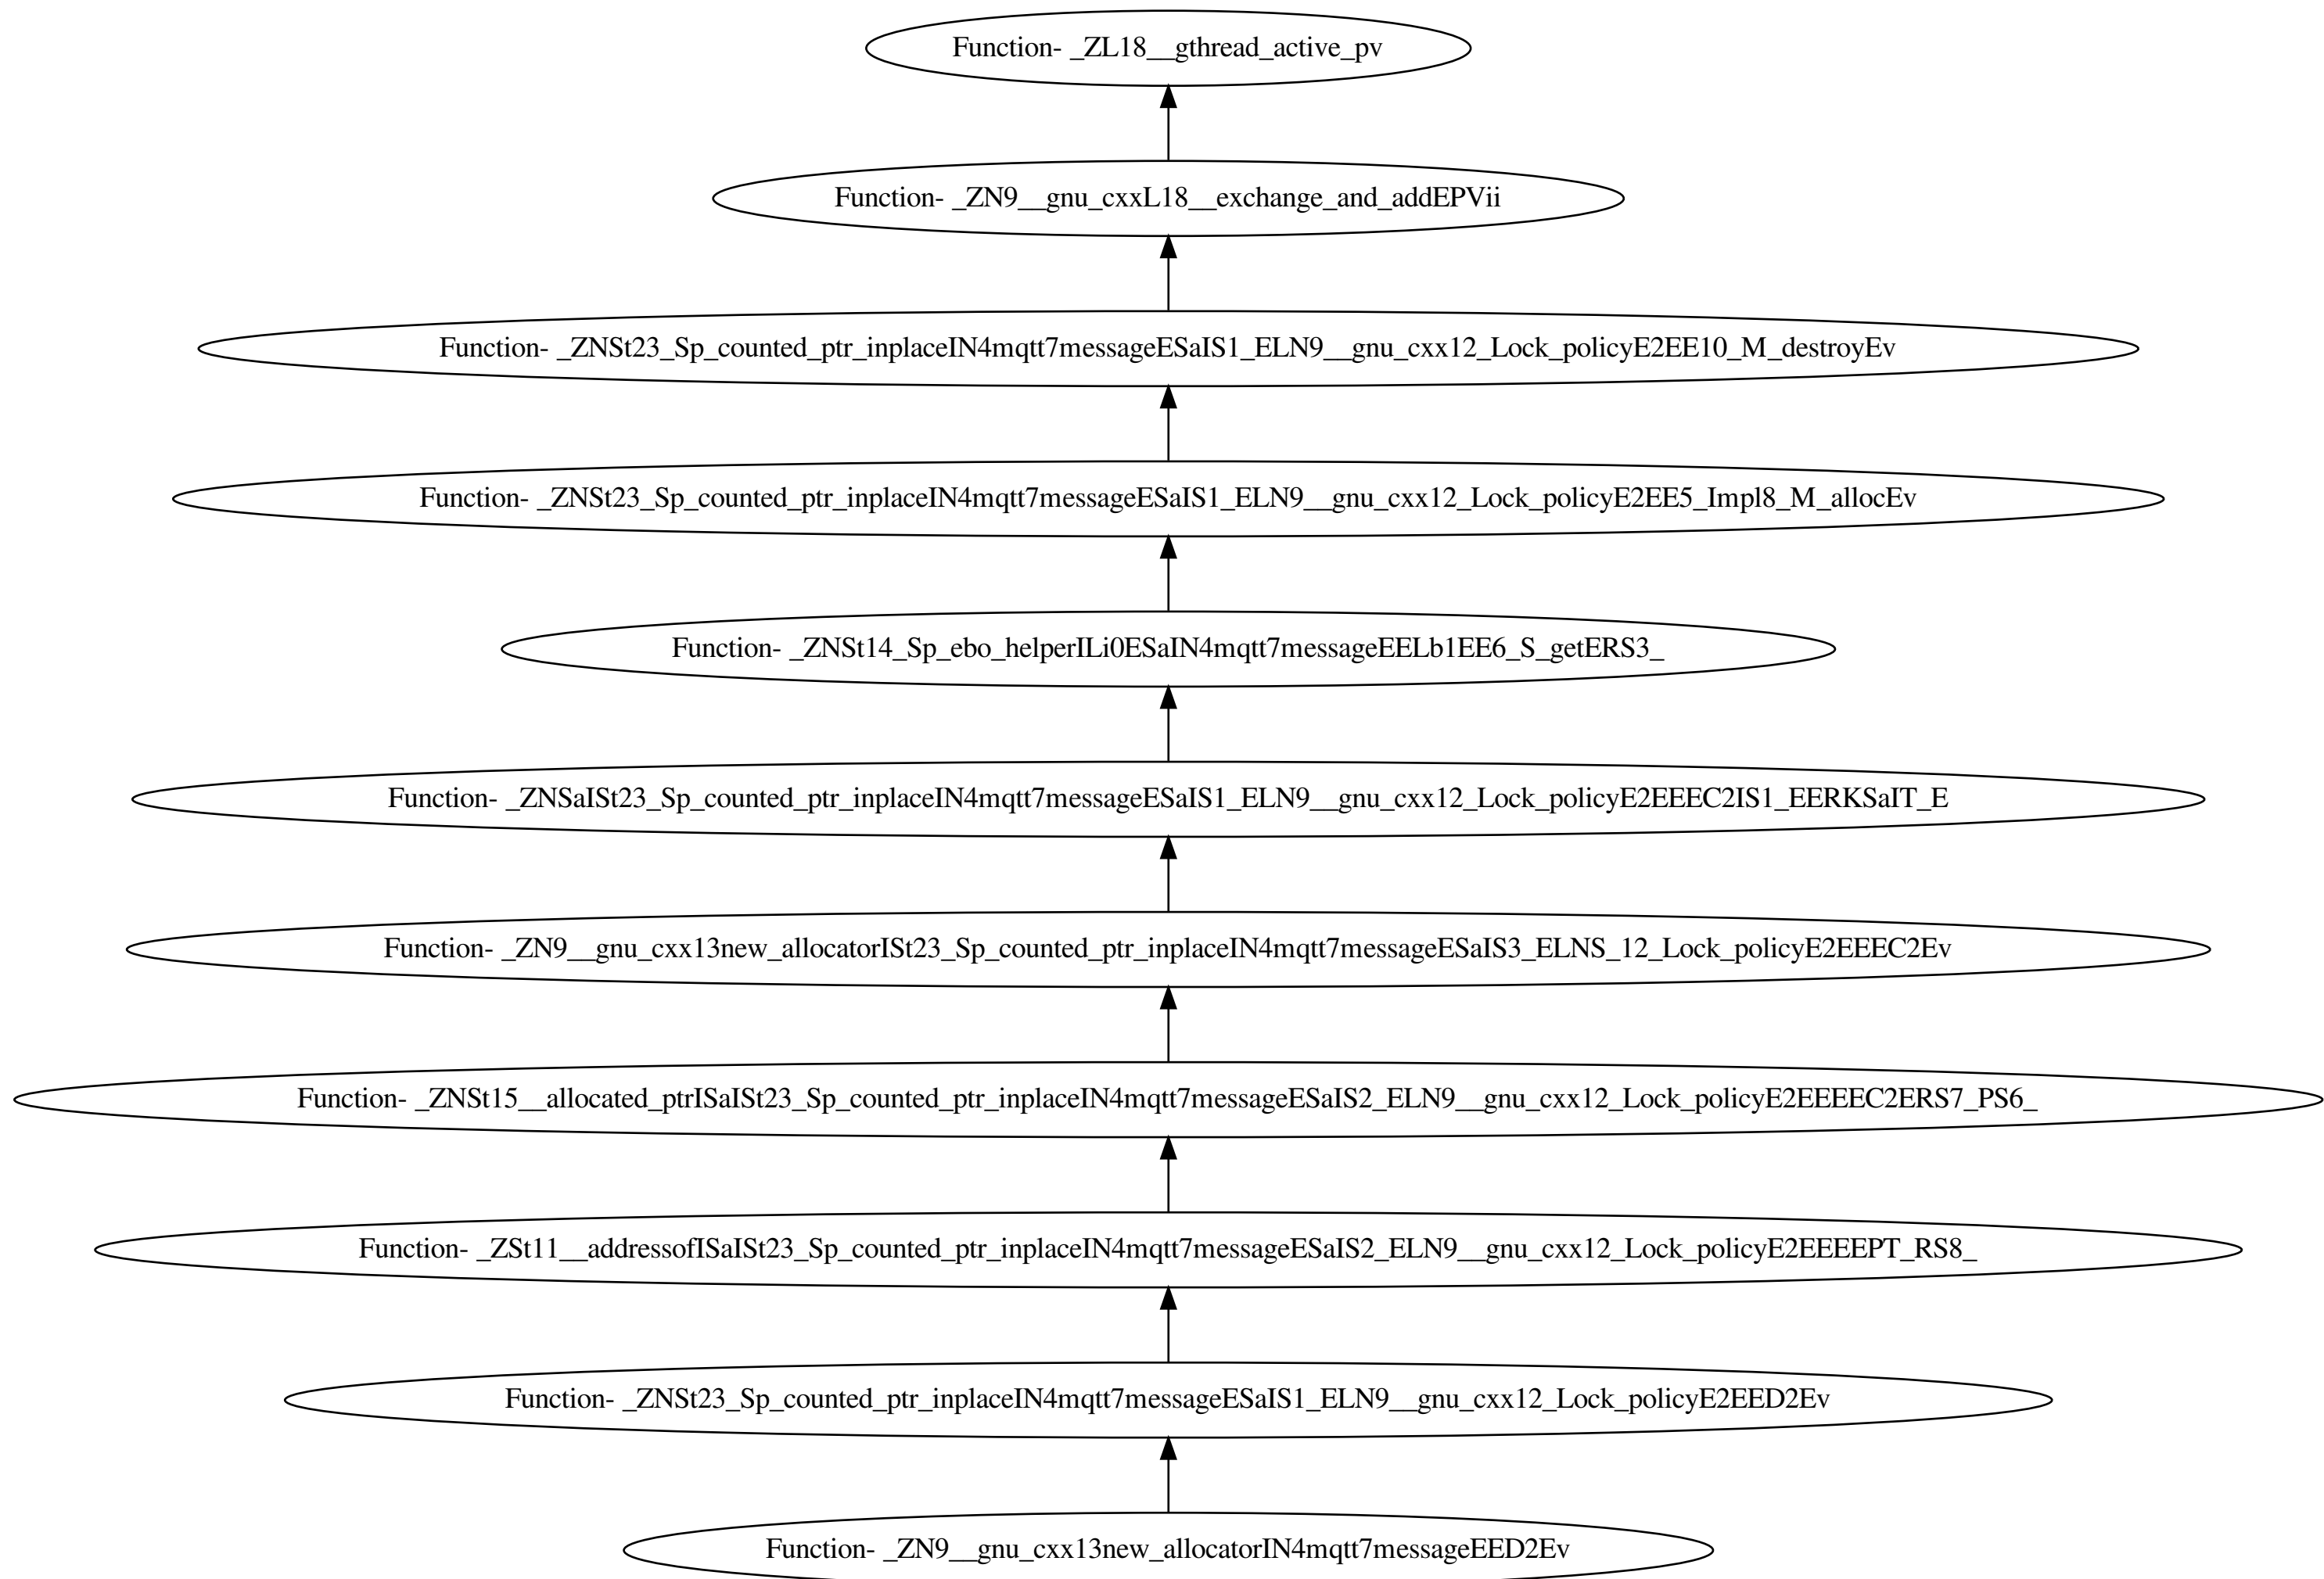 Function- _ZL18__gthread_active_pv
Function- _ZN9__gnu_cxxL18__exchange_and_addEPVii
Function- _ZNSt23_Sp_counted_ptr_inplaceIN4mqtt7messageESaIS1_ELN9__gnu_cxx12_Lock_policyE2EE10_M_destroyEv
Function- _ZNSt23_Sp_counted_ptr_inplaceIN4mqtt7messageESaIS1_ELN9__gnu_cxx12_Lock_policyE2EE5_Impl8_M_allocEv
Function- _ZNSt14_Sp_ebo_helperILi0ESaIN4mqtt7messageEELb1EE6_S_getERS3_
Function- _ZNSaISt23_Sp_counted_ptr_inplaceIN4mqtt7messageESaIS1_ELN9__gnu_cxx12_Lock_policyE2EEEC2IS1_EERKSaIT_E
Function- _ZN9__gnu_cxx13new_allocatorISt23_Sp_counted_ptr_inplaceIN4mqtt7messageESaIS3_ELNS_12_Lock_policyE2EEEC2Ev
Function- _ZNSt15__allocated_ptrISaISt23_Sp_counted_ptr_inplaceIN4mqtt7messageESaIS2_ELN9__gnu_cxx12_Lock_policyE2EEEEC2ERS7_PS6_
Function- _ZSt11__addressofISaISt23_Sp_counted_ptr_inplaceIN4mqtt7messageESaIS2_ELN9__gnu_cxx12_Lock_policyE2EEEEPT_RS8_
Function- _ZNSt23_Sp_counted_ptr_inplaceIN4mqtt7messageESaIS1_ELN9__gnu_cxx12_Lock_policyE2EED2Ev
Function- _ZN9__gnu_cxx13new_allocatorIN4mqtt7messageEED2Ev